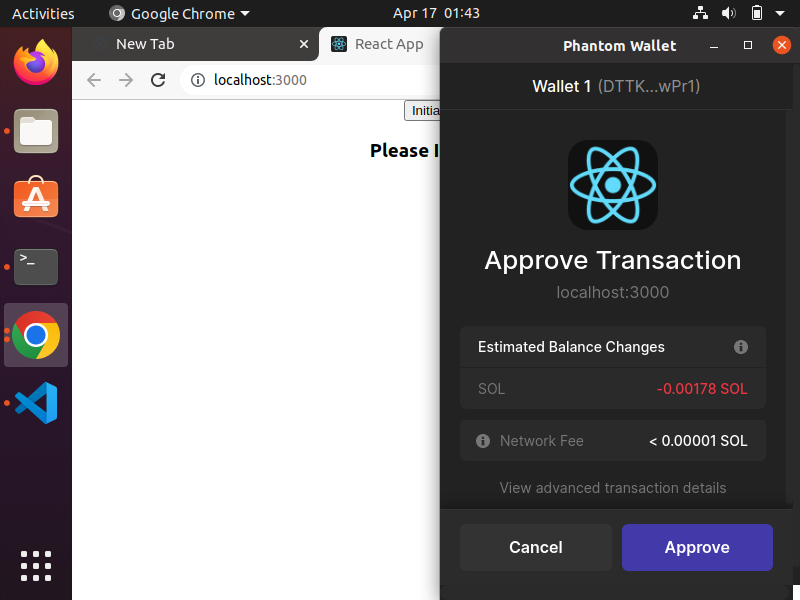 Activities
Google Chrome
Apr 17 01:43
New Tab
React App
localhost:3000
Initia
Please I
Phantom Wallet
Wallet 1 (DTTK...wPr1)
Approve Transaction
localhost:3000
Estimated Balance Changes
SOL -0.00178 SOL
Network Fee < 0.00001 SOL
View advanced transaction details
Cancel Approve